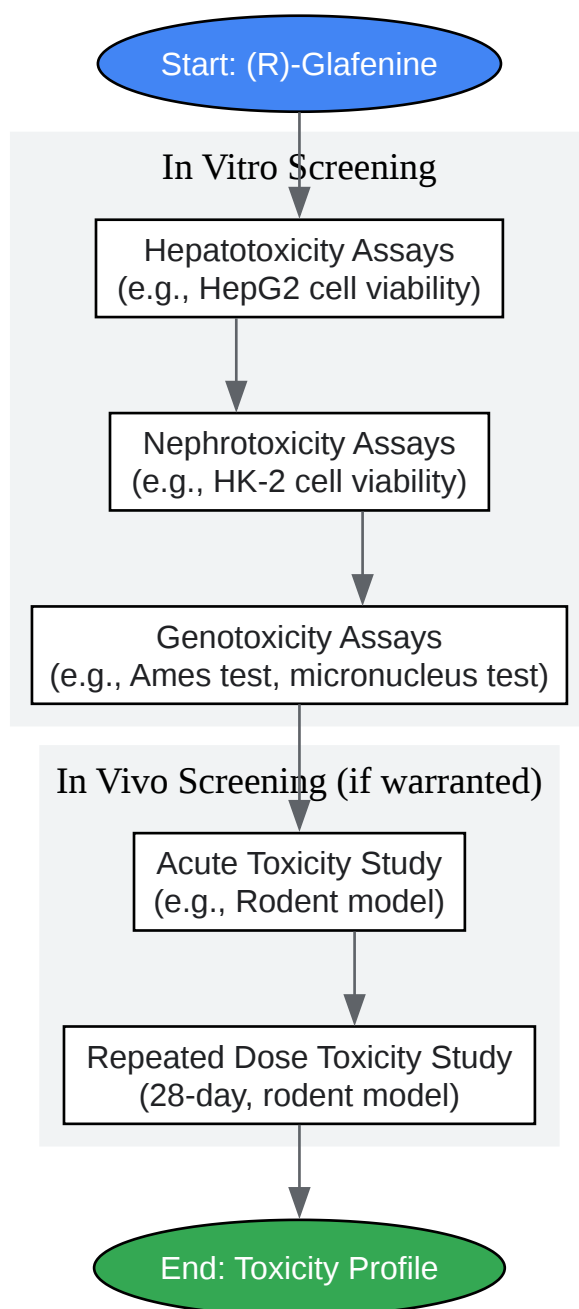 Start: (R)-Glafenine
In Vitro Screening
Hepatotoxicity Assays
(e.g., HepG2 cell viability)
Nephrotoxicity Assays
(e.g., HK-2 cell viability)
Genotoxicity Assays
(e.g., Ames test, micronucleus test)
In Vivo Screening (if warranted)
Acute Toxicity Study
(e.g., Rodent model)
Repeated Dose Toxicity Study
(28-day, rodent model)
End: Toxicity Profile